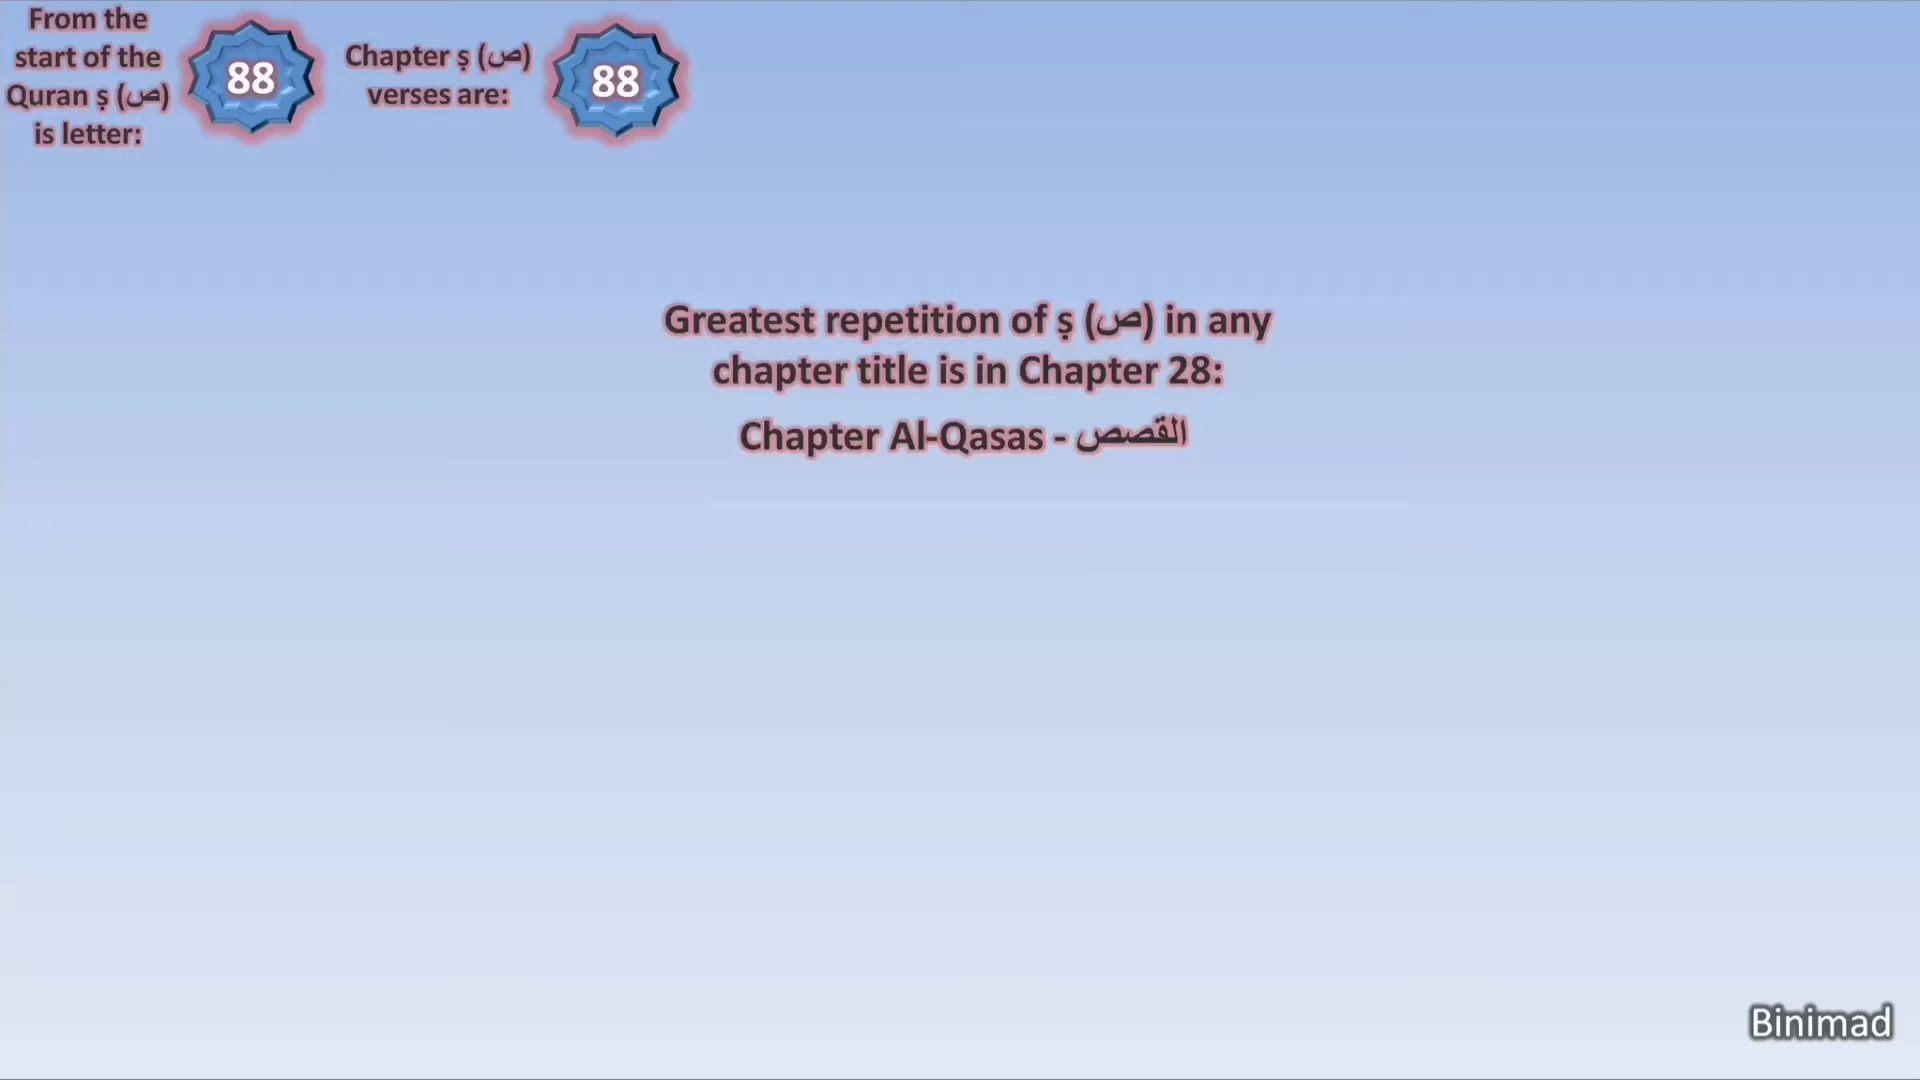 From the
start of the
Quran ṣ (ص)
is letter:
88
Chapter ṣ (ص)
verses are:
88
Greatest repetition of ṣ (ص) in any
chapter title is in Chapter 28:
Chapter Al-Qasas - القصص
Binimad